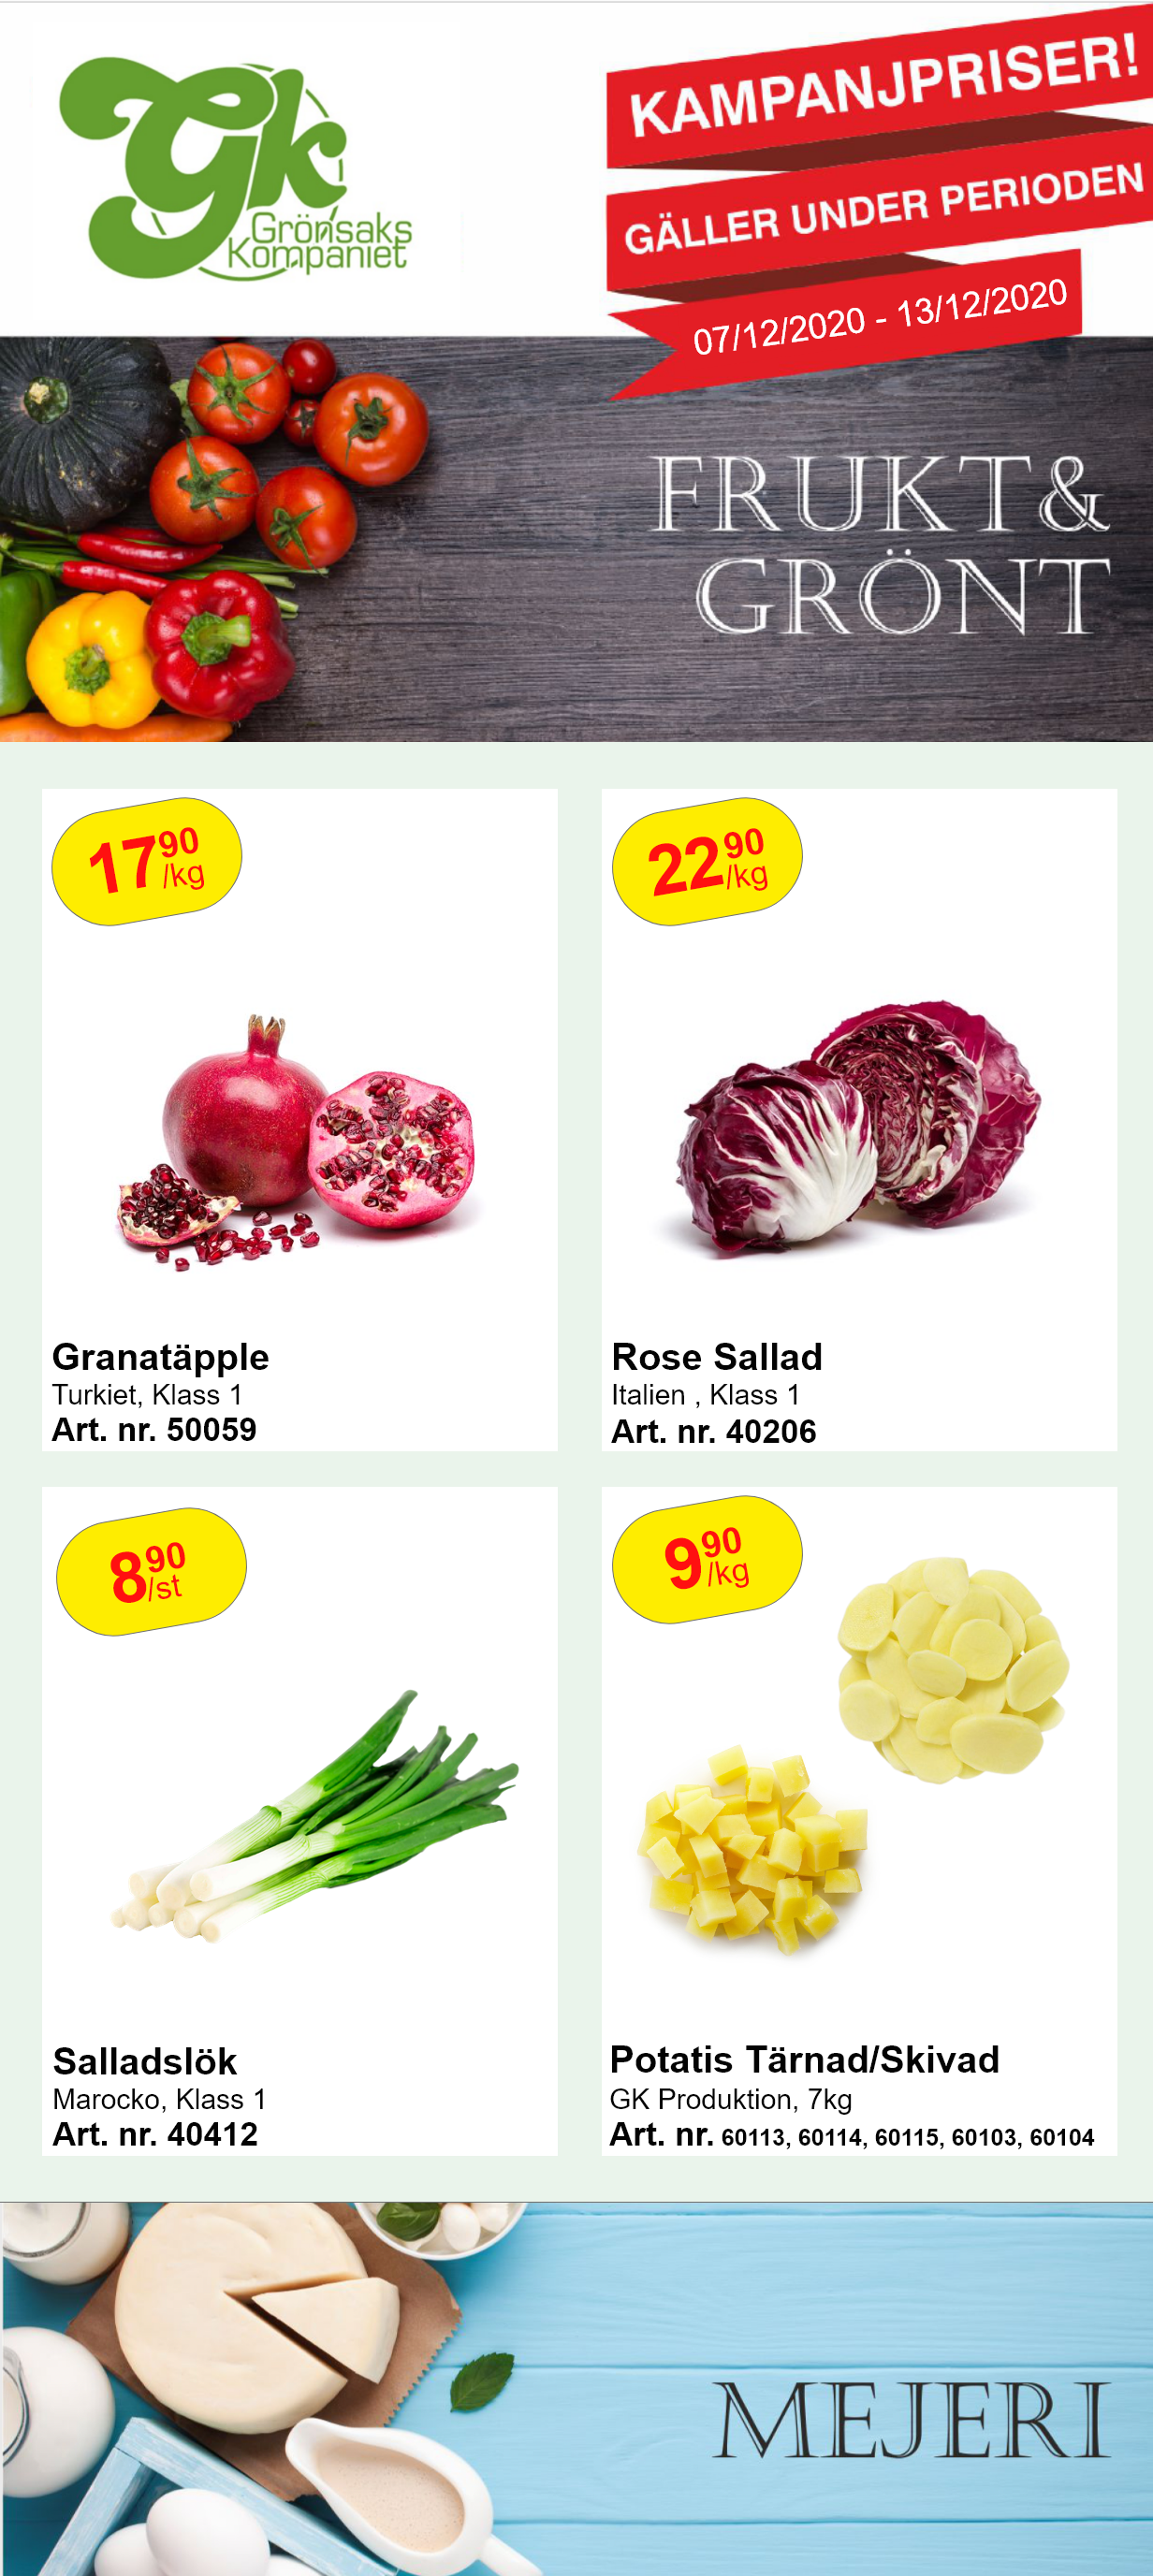 Gk
Grönsaks
Kompaniet
KAMPANJPRISER!
GÄLLER UNDER PERIODEN
07/12/2020 - 13/12/2020
FRUKT&
GRÖNT
17 90 /kg
Granatäpple
Turkiet, Klass 1
Art. nr. 50059
22 90 /kg
Rose Sallad
Italien , Klass 1
Art. nr. 40206
8 90 /st
Salladslök
Marocko, Klass 1
Art. nr. 40412
9 90 /kg
Potatis Tärnad/Skivad
GK Produktion, 7kg
Art. nr. 60113, 60114, 60115, 60103, 60104
MEJERI